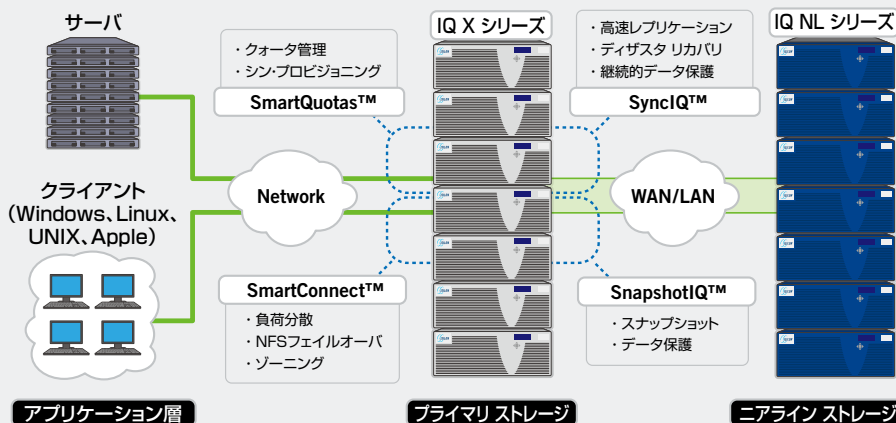 サーバ
クライアント
(Windows、Linux、
UNIX、Apple)
アプリケーション層
・クォータ管理
・シン・プロビジョニング
SmartQuotas™
Network
SmartConnect™
・負荷分散
・NFSフェイルオーバ
・ゾーニング
IQ X シリーズ
プライマリ ストレージ
・高速レプリケーション
・ディザスタ リカバリ
・継続的データ保護
SyncIQ™
WAN/LAN
SnapshotIQ™
・スナップショット
・データ保護
IQ NL シリーズ
ニアライン ストレージ